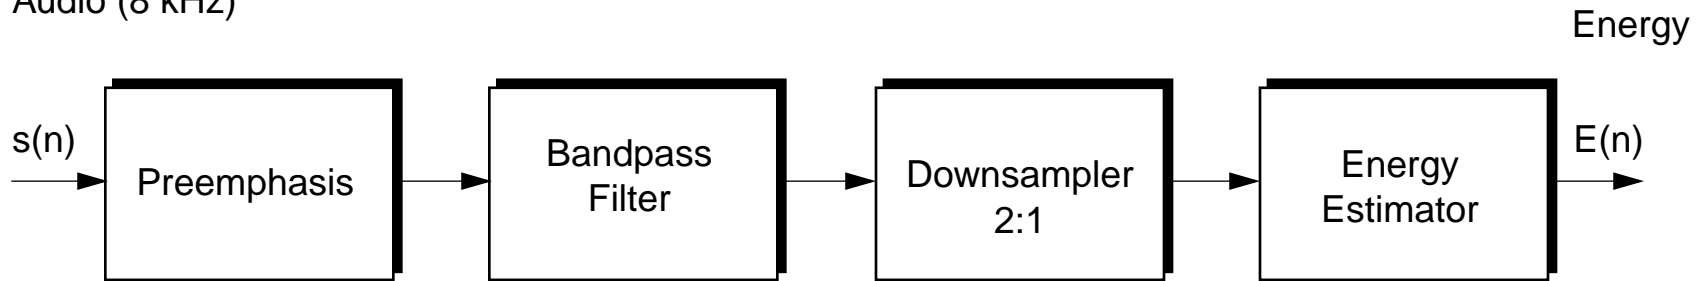 Audio (8 kHz)
Energy
s(n)
Preemphasis
Bandpass
Filter
Downsampler
2:1
Energy
Estimator
E(n)